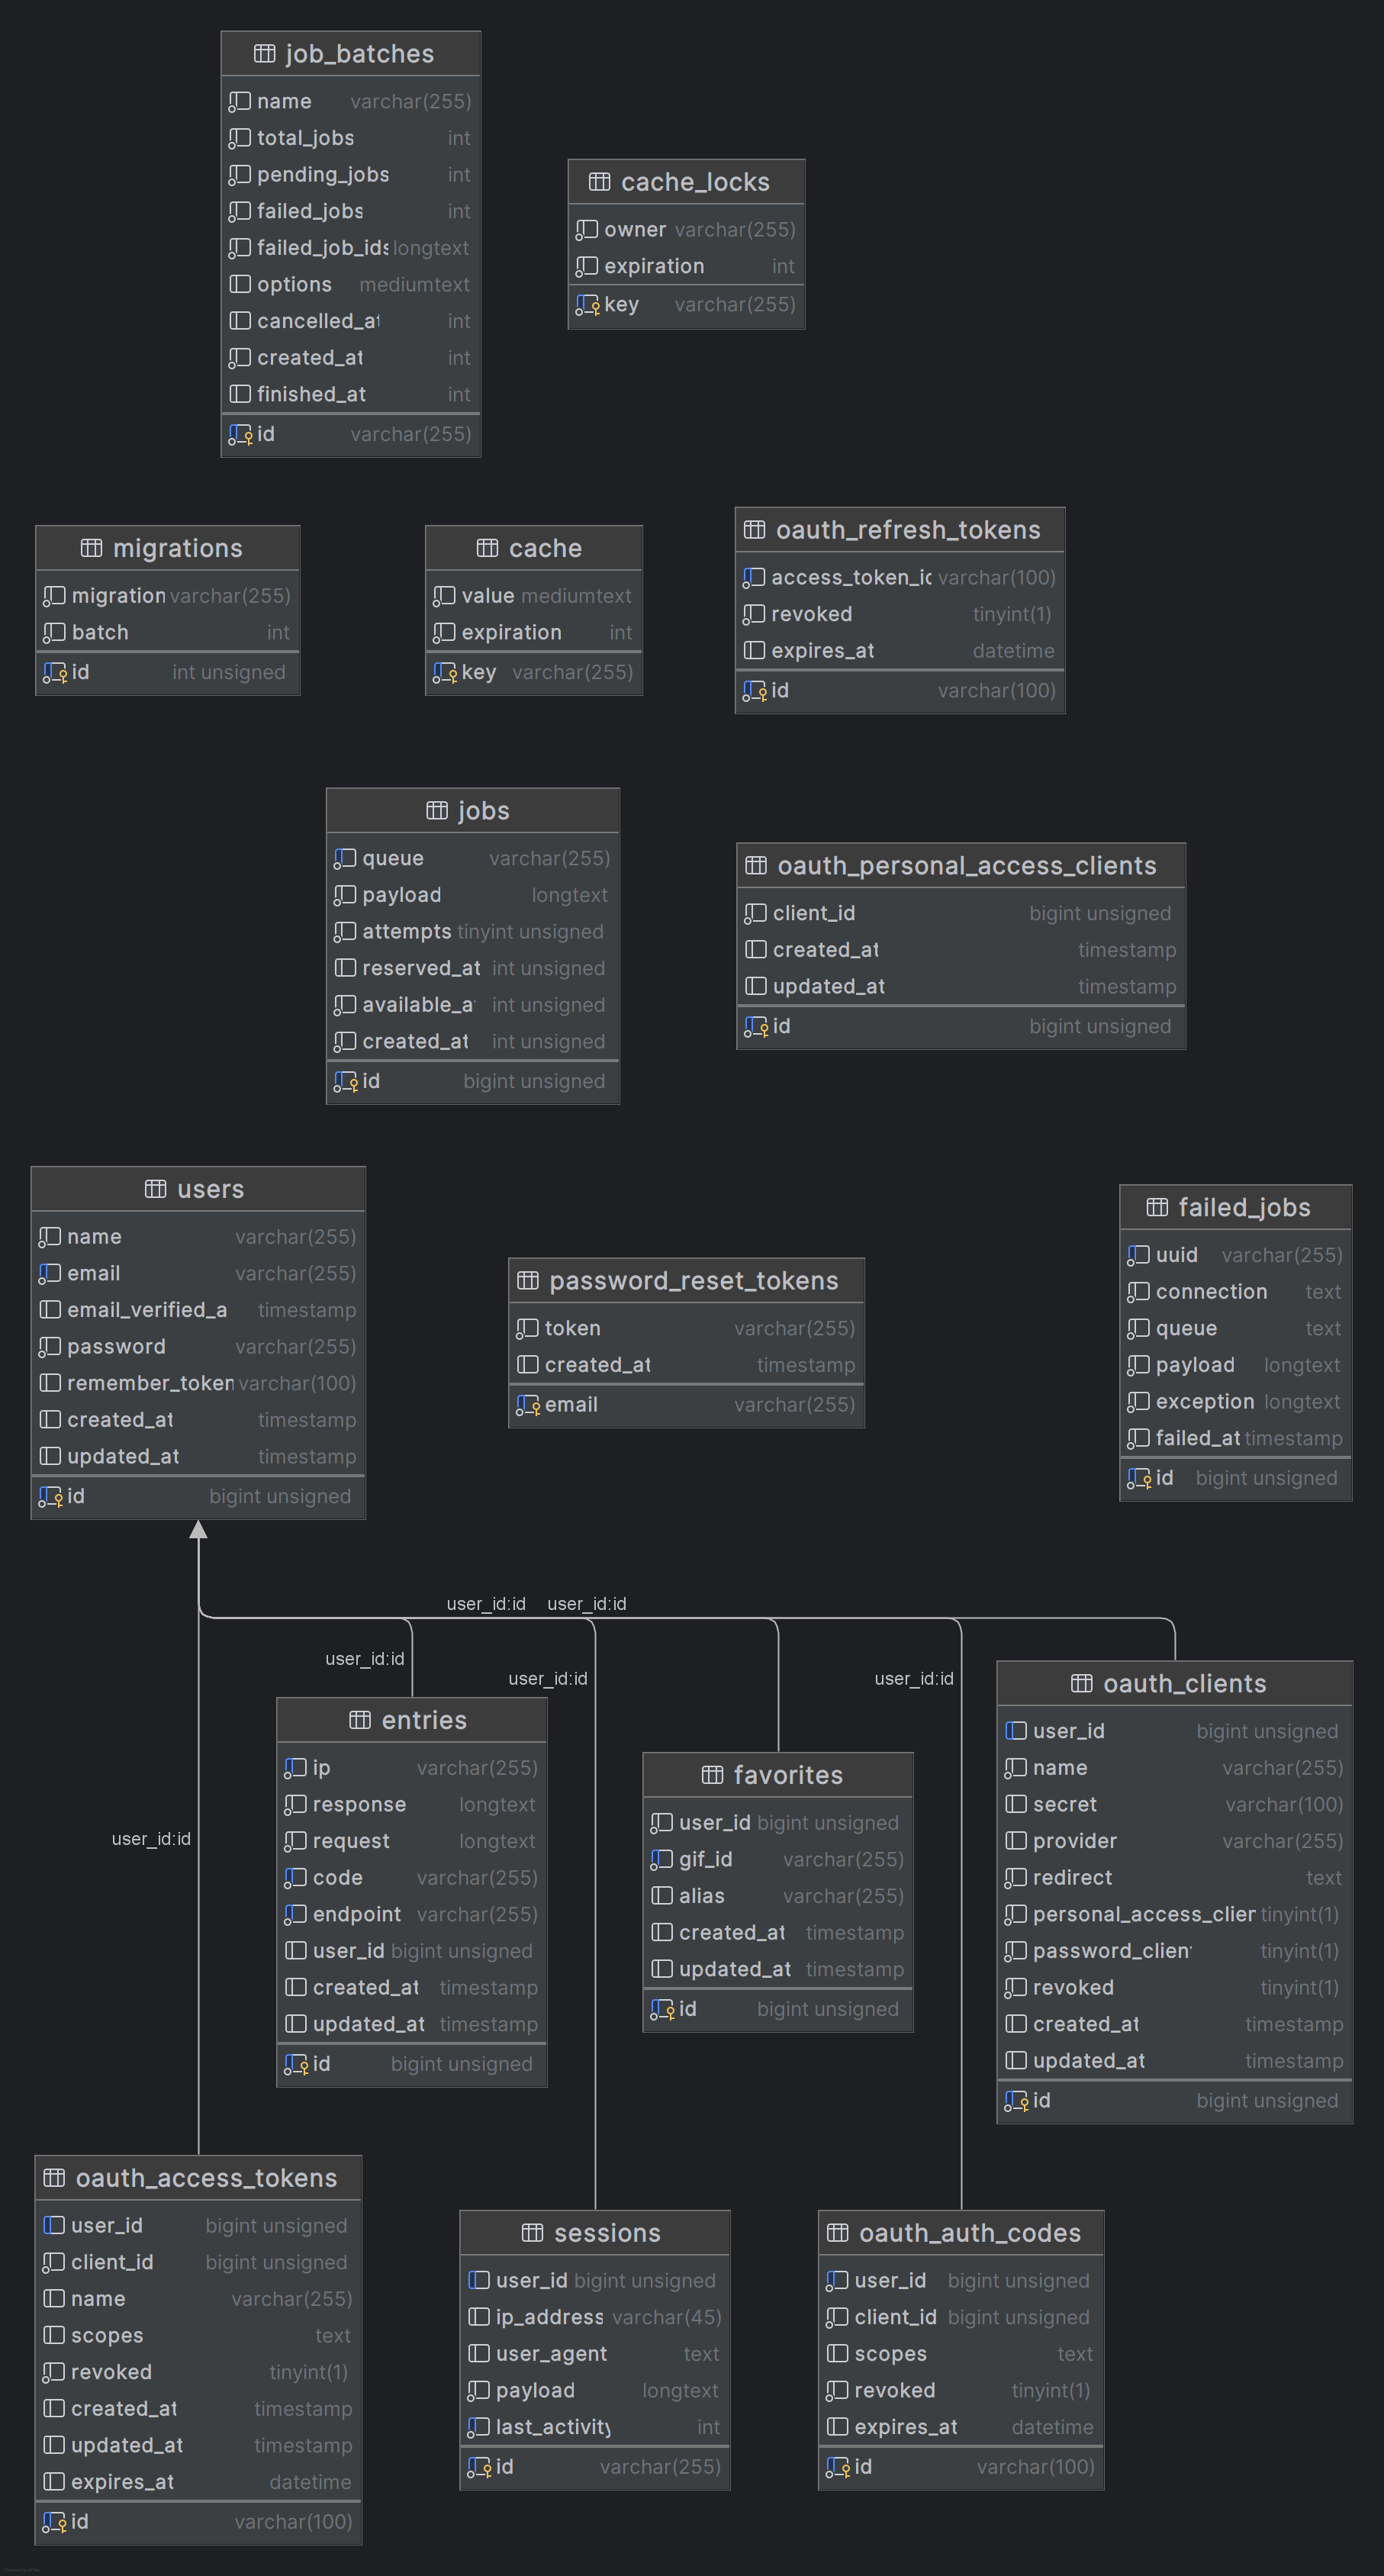 job_batches
name varchar(255)
total_jobs int
pending_jobs int
failed_jobs int
failed_job_ids longtext
options mediumtext
cancelled_at int
created_at int
finished_at int
id varchar(255)
cache_locks
owner varchar(255)
expiration int
key varchar(255)
migrations
migration varchar(255)
batch int
id int unsigned
cache
value mediumtext
expiration int
key varchar(255)
oauth_refresh_tokens
access_token_id varchar(100)
revoked tinyint(1)
expires_at datetime
id varchar(100)
jobs
queue varchar(255)
payload longtext
attempts tinyint unsigned
reserved_at int unsigned
available_a int unsigned
created_at int unsigned
id bigint unsigned
oauth_personal_access_clients
client_id bigint unsigned
created_at timestamp
updated_at timestamp
id bigint unsigned
users
name varchar(255)
email varchar(255)
email_verified_a timestamp
password varchar(255)
remember_token varchar(100)
created_at timestamp
updated_at timestamp
id bigint unsigned
password_reset_tokens
token varchar(255)
created_at timestamp
email varchar(255)
failed_jobs
uuid varchar(255)
connection text
queue text
payload longtext
exception longtext
failed_at timestamp
id bigint unsigned
user_id:id user_id:id
user_id:id
user_id:id
user_id:id
user_id:id
entries
ip varchar(255)
response longtext
request longtext
code varchar(255)
endpoint varchar(255)
user_id bigint unsigned
created_at timestamp
updated_at timestamp
id bigint unsigned
favorites
user_id bigint unsigned
gif_id varchar(255)
alias varchar(255)
created_at timestamp
updated_at timestamp
id bigint unsigned
oauth_clients
user_id bigint unsigned
name varchar(255)
secret varchar(100)
provider varchar(255)
redirect text
personal_access_clier tinyint(1)
password_client tinyint(1)
revoked tinyint(1)
created_at timestamp
updated_at timestamp
id bigint unsigned
oauth_access_tokens
user_id bigint unsigned
client_id bigint unsigned
name varchar(255)
scopes text
revoked tinyint(1)
created_at timestamp
updated_at timestamp
expires_at datetime
id varchar(100)
sessions
user_id bigint unsigned
ip_address varchar(45)
user_agent text
payload longtext
last_activity int
id varchar(255)
oauth_auth_codes
user_id bigint unsigned
client_id bigint unsigned
scopes text
revoked tinyint(1)
expires_at datetime
id varchar(100)